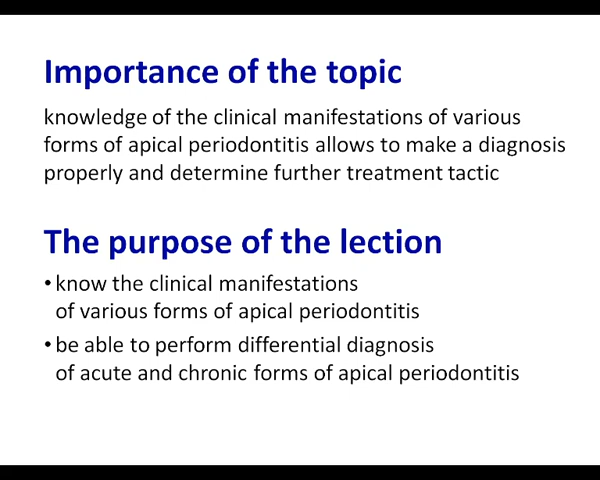 Importance of the topic
knowledge of the clinical manifestations of various
forms of apical periodontitis allows to make a diagnosis
properly and determine further treatment tactic
The purpose of the lection
• know the clinical manifestations
of various forms of apical periodontitis
• be able to perform differential diagnosis
of acute and chronic forms of apical periodontitis